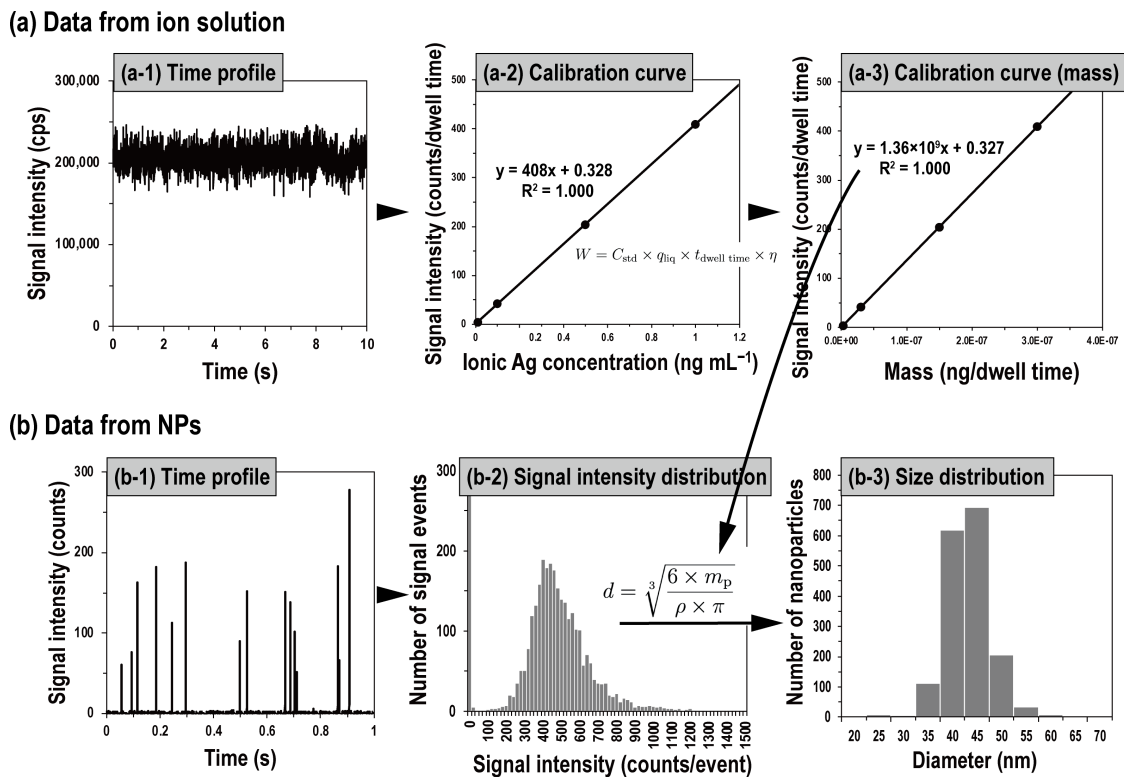 (a) Data from ion solution
(a-1) Time profile
Signal intensity (cps)
300,000
200,000
100,000
0
0 2 4 6 8 10
Time (s)
(a-2) Calibration curve
Signal intensity (counts/dwell time)
500
400
300
200
100
0
y = 408x + 0.328
R² = 1.000
W = C_std × q_liq × t_dwell time × η
0 0.2 0.4 0.6 0.8 1 1.2
Ionic Ag concentration (ng mL⁻¹)
(a-3) Calibration curve (mass)
Signal intensity (counts/dwell time)
500
400
300
200
100
0
y = 1.36×10⁹x + 0.327
R² = 1.000
0.0E+00 1.0E-07 2.0E-07 3.0E-07 4.0E-07
Mass (ng/dwell time)
(b) Data from NPs
(b-1) Time profile
Signal intensity (counts)
300
200
100
0
0 0.2 0.4 0.6 0.8 1
Time (s)
(b-2) Signal intensity distribution
Number of signal events
300
200
100
0
d = ∛((6 × m_p)/(ρ × π))
0 100 200 300 400 500 600 700 800 900 1000 1100 1200 1300 1400 1500
Signal intensity (counts/event)
(b-3) Size distribution
Number of nanoparticles
800
700
600
500
400
300
200
100
0
20 25 30 35 40 45 50 55 60 65 70
Diameter (nm)